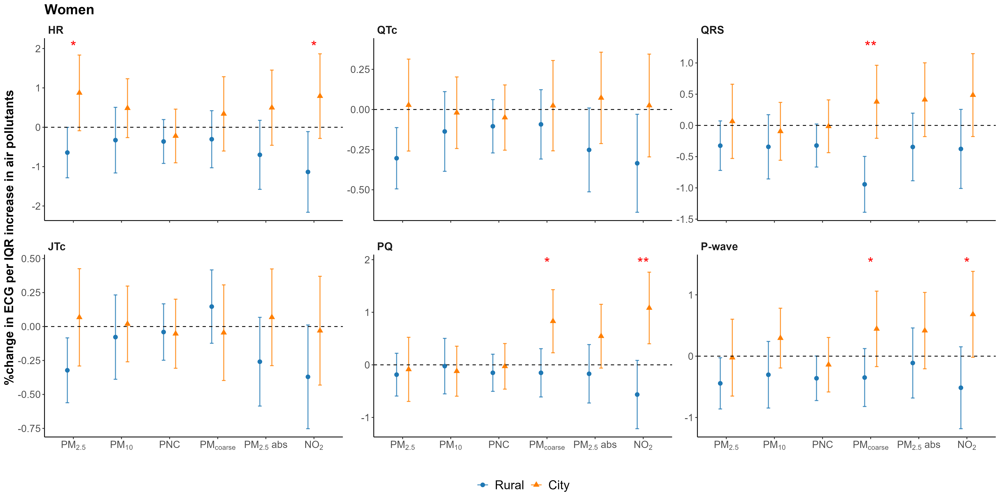 Women
%change in ECG per IQR increase in air pollutants
HR
* *
2
1
0
-1
-2
QTc
0.25
0.00
-0.25
-0.50
QRS
**
1.0
0.5
0.0
-0.5
-1.0
-1.5
JTc
0.50
0.25
0.00
-0.25
-0.50
-0.75
PM2.5 PM10 PNC PMcoarse PM2.5 abs NO2
PQ
* **
2
1
0
-1
PM2.5 PM10 PNC PMcoarse PM2.5 abs NO2
P-wave
* *
1
0
-1
PM2.5 PM10 PNC PMcoarse PM2.5 abs NO2
Rural City